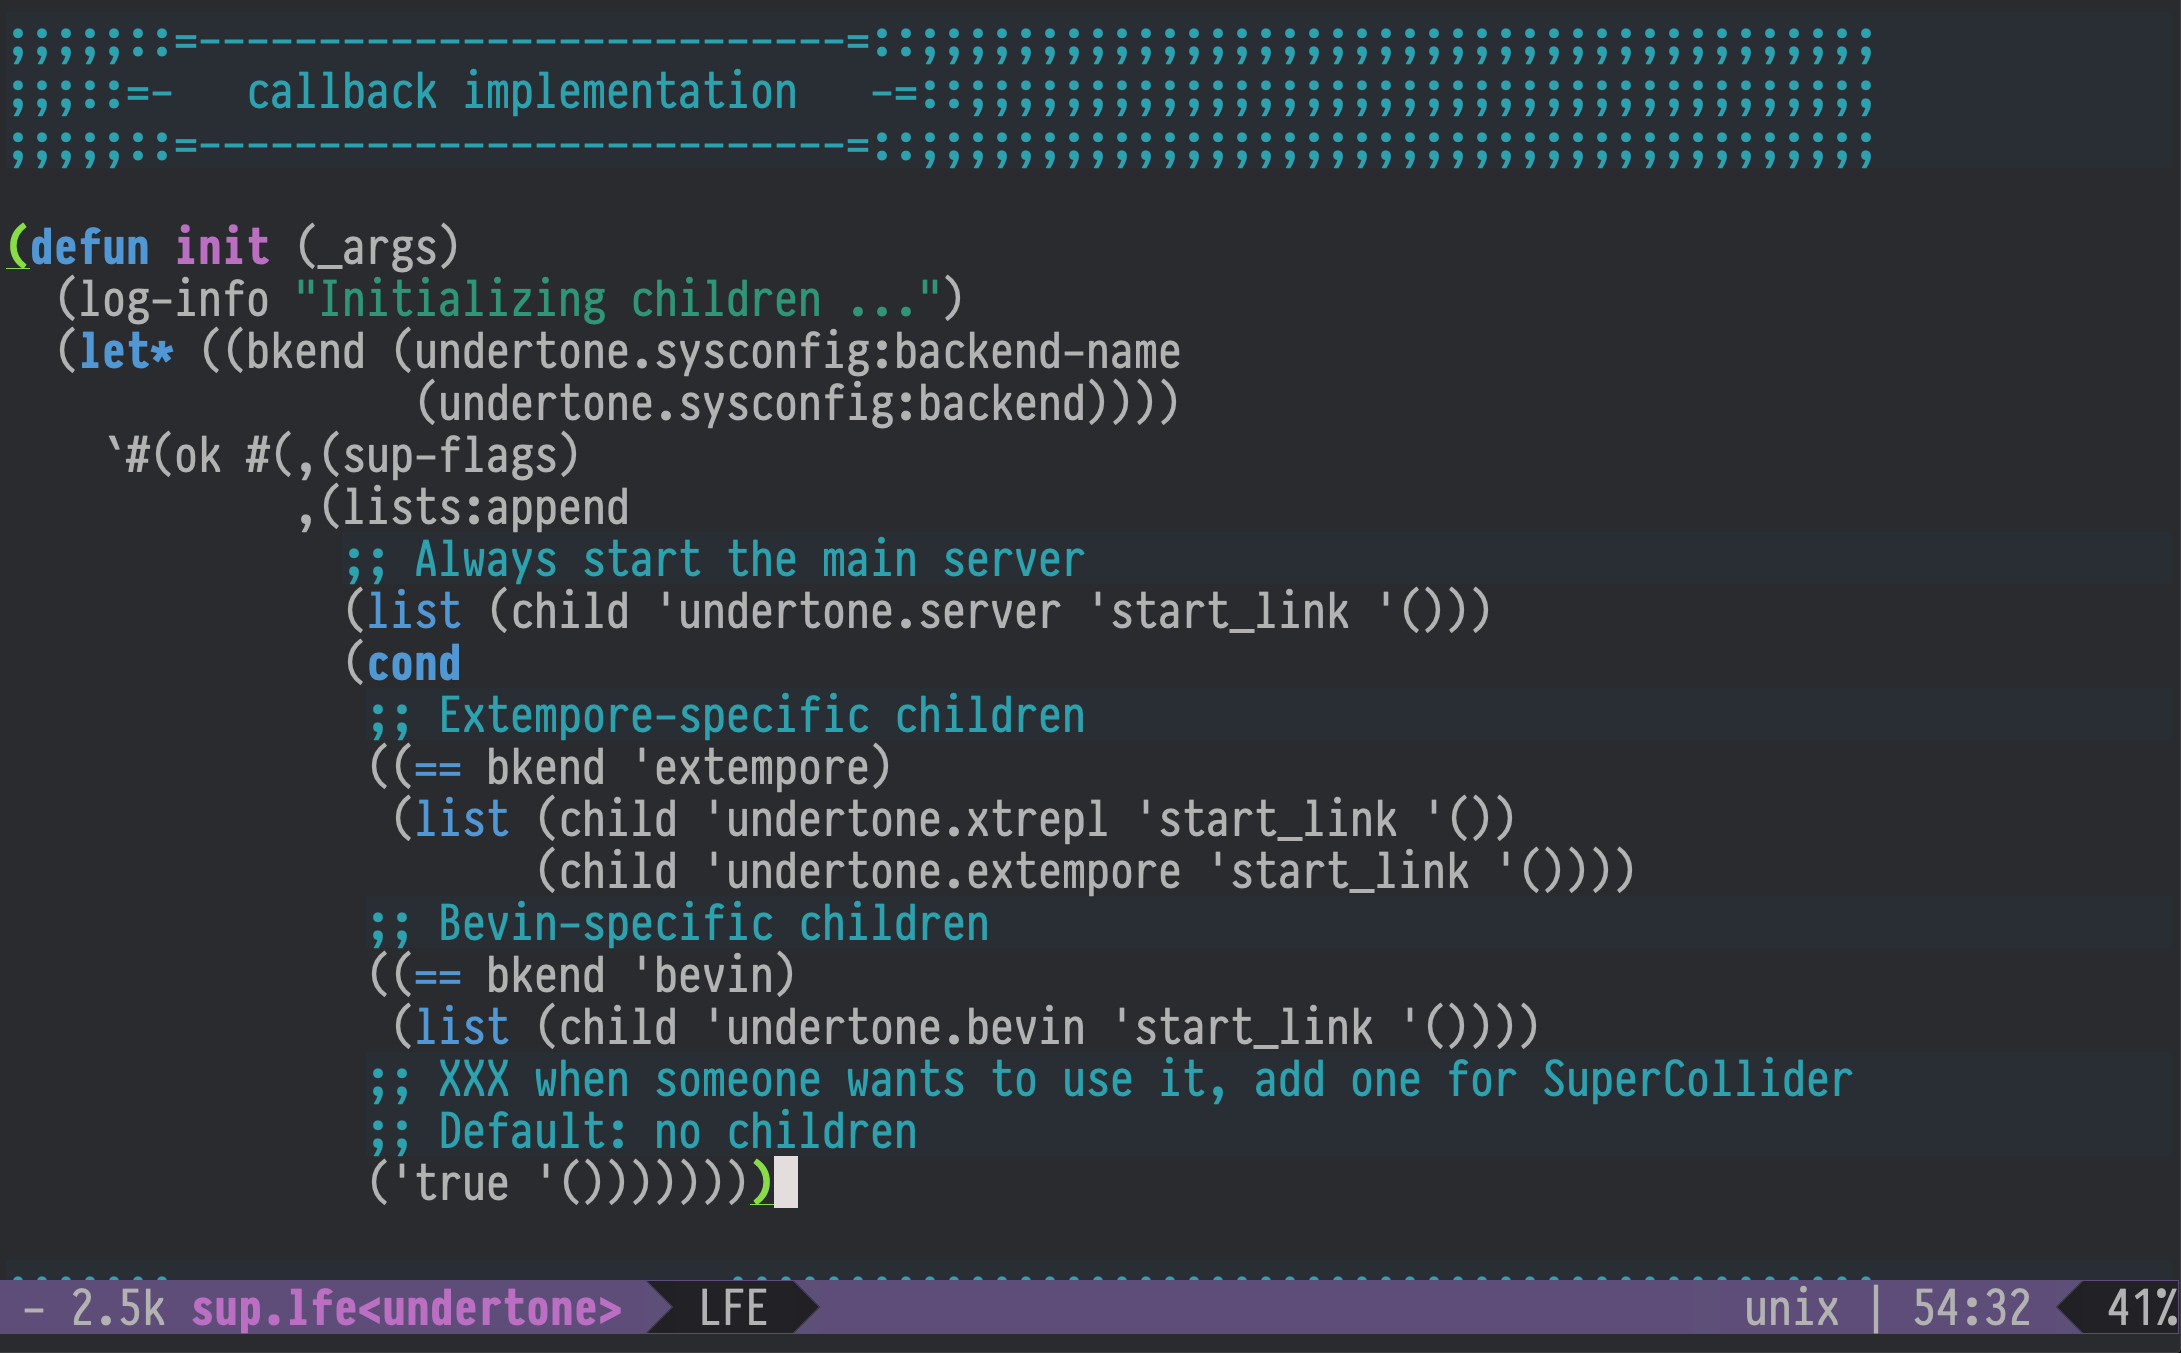 ;;;;;::=---------------------------=::;;;;;;;;;;;;;;;;;;;;;;;;;;;;;;;;;;;;;;;;
;;;::=-   callback implementation   -=::;;;;;;;;;;;;;;;;;;;;;;;;;;;;;;;;;;;;;;
;;;;;::=---------------------------=::;;;;;;;;;;;;;;;;;;;;;;;;;;;;;;;;;;;;;;;;
(defun init (_args)
  (log-info "Initializing children ...")
  (let* ((bkend (undertone.sysconfig:backend-name
                 (undertone.sysconfig:backend))))
    `#(ok #(,(sup-flags)
            ,(lists:append
              ;; Always start the main server
              (list (child 'undertone.server 'start_link '()))
              (cond
               ;; Extempore-specific children
               ((== bkend 'extempore)
                (list (child 'undertone.xtrepl 'start_link '())
                      (child 'undertone.extempore 'start_link '())))
               ;; Bevin-specific children
               ((== bkend 'bevin)
                (list (child 'undertone.bevin 'start_link '())))
               ;; XXX when someone wants to use it, add one for SuperCollider
               ;; Default: no children
               ('true '())))))))
- 2.5k sup.lfe<undertone> LFE unix | 54:32 41%